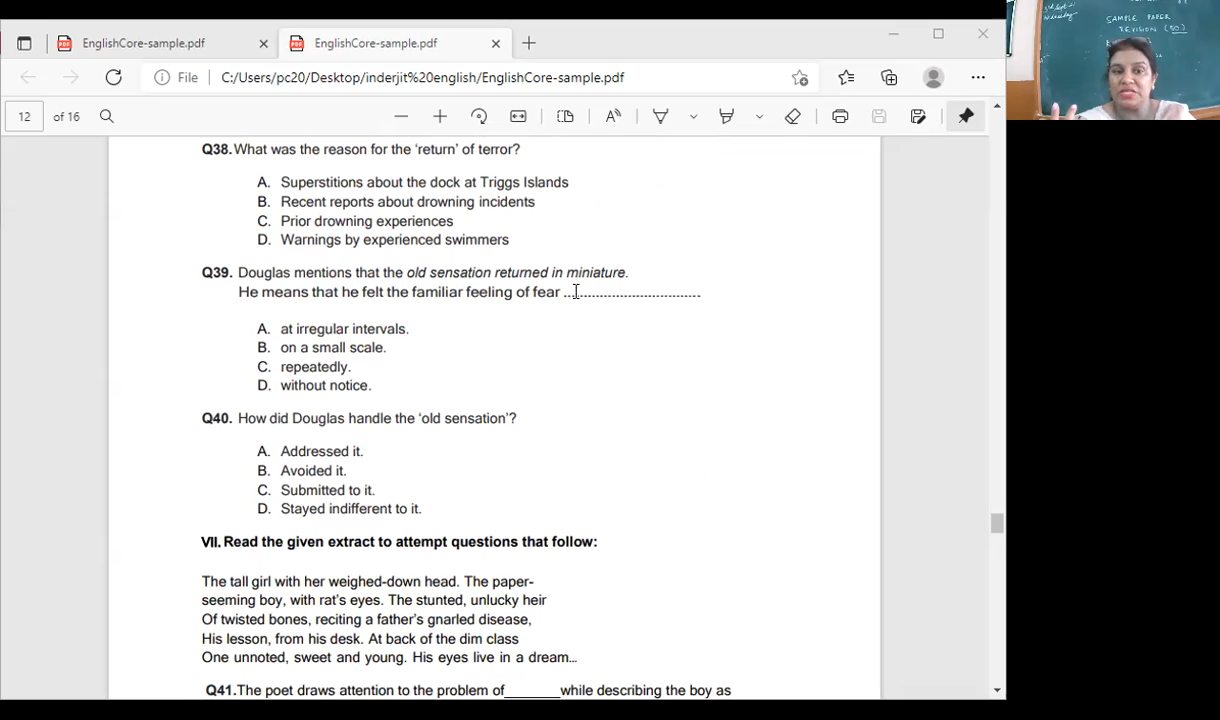 EnglishCore-sample.pdf
EnglishCore-sample.pdf
File C:/Users/pc20/Desktop/inderjit%20english/EnglishCore-sample.pdf
12 of 16
SAMPLE PAPER
REVISION
Wednesday
Q38. What was the reason for the ‘return’ of terror?
A. Superstitions about the dock at Triggs Islands
B. Recent reports about drowning incidents
C. Prior drowning experiences
D. Warnings by experienced swimmers
Q39. Douglas mentions that the old sensation returned in miniature.
He means that he felt the familiar feeling of fear ..................................
A. at irregular intervals.
B. on a small scale.
C. repeatedly.
D. without notice.
Q40. How did Douglas handle the ‘old sensation’?
A. Addressed it.
B. Avoided it.
C. Submitted to it.
D. Stayed indifferent to it.
VII. Read the given extract to attempt questions that follow:
The tall girl with her weighed-down head. The paper-
seeming boy, with rat’s eyes. The stunted, unlucky heir
Of twisted bones, reciting a father’s gnarled disease,
His lesson, from his desk. At back of the dim class
One unnoted, sweet and young. His eyes live in a dream…
Q41.The poet draws attention to the problem of_______while describing the boy as